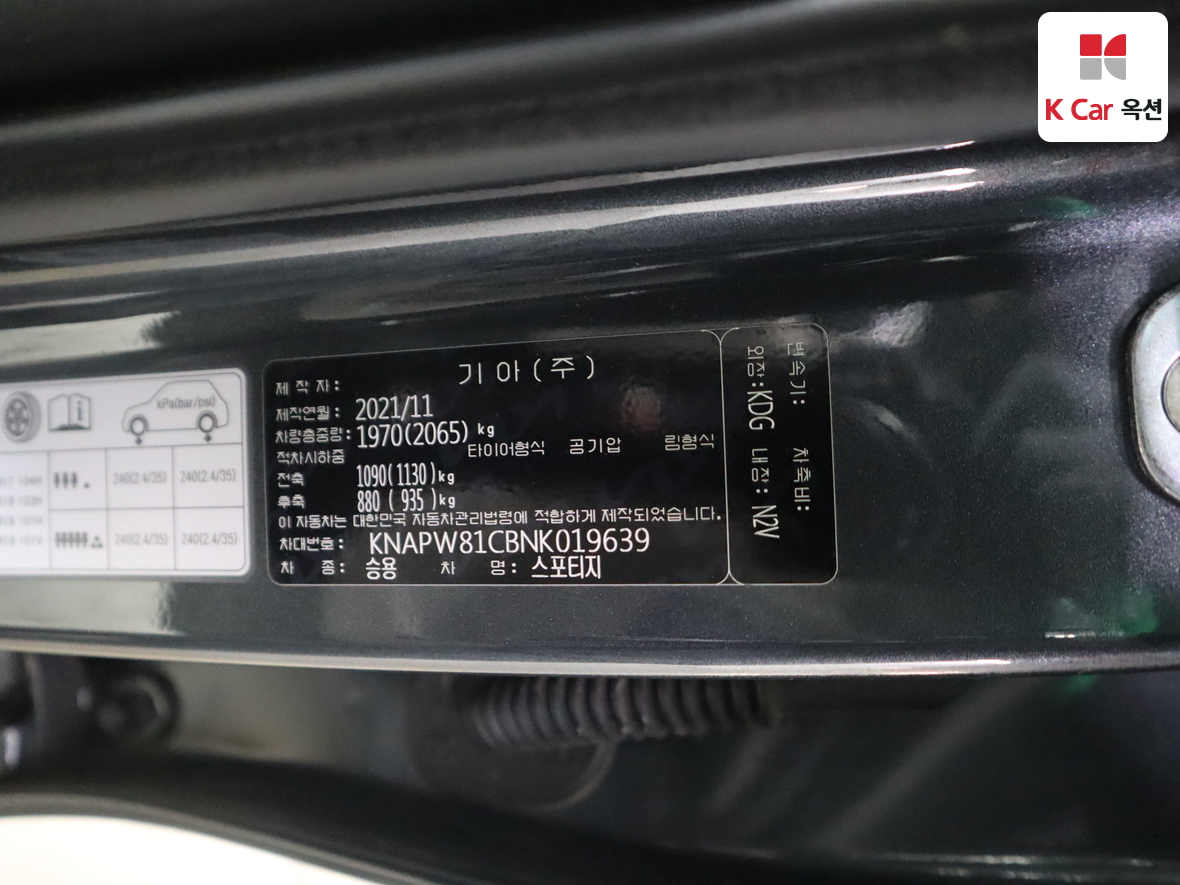 K Car 옥션
kPa(bar/psi)
240(2.4/35) 240(2.4/35)
240(2.4/35) 240(2.4/35)
제 작 자 : 기 아 ( 주 )
제작연월 : 2021/11
차량총중량 : 1970(2065) kg
적차시하중 타이어형식 공기압 림형식
전축 1090(1130)kg
후축 880 ( 935 )kg
이 자동차는 대한민국 자동차관리법령에 적합하게 제작되었습니다.
차대번호 : KNAPW81CBNK019639
차 종 : 승용 차 명 : 스포티지
변속기: 차축비:
외장:KDG 내장: N2V